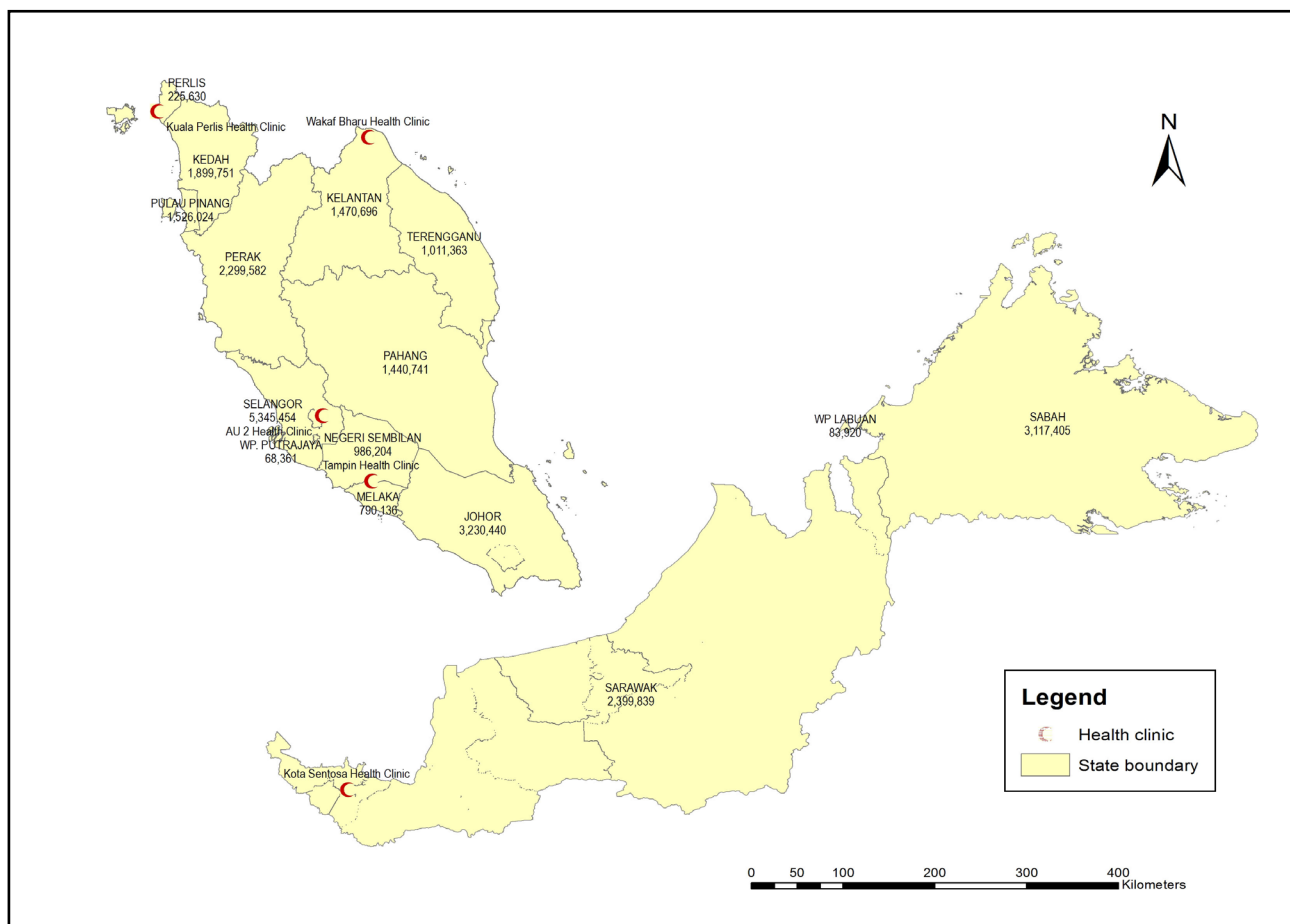 PERLIS
225,630
Kuala Perlis Health Clinic
Wakaf Bharu Health Clinic
N
KEDAH
1,899,751
PULAU PINANG
1,526,024
KELANTAN
1,470,696
TERENGGANU
1,011,363
PERAK
2,299,582
PAHANG
1,440,741
SELANGOR
5,345,454
AU 2 Health Clinic
WP. PUTRAJAYA
68,361
NEGERI SEMBILAN
986,204
Tampin Health Clinic
MELAKA
790,136
JOHOR
3,230,440
WP LABUAN
83,920
SABAH
3,117,405
SARAWAK
2,399,839
Kota Sentosa Health Clinic
Legend
Health clinic
State boundary
0 50 100 200 300 400
Kilometers